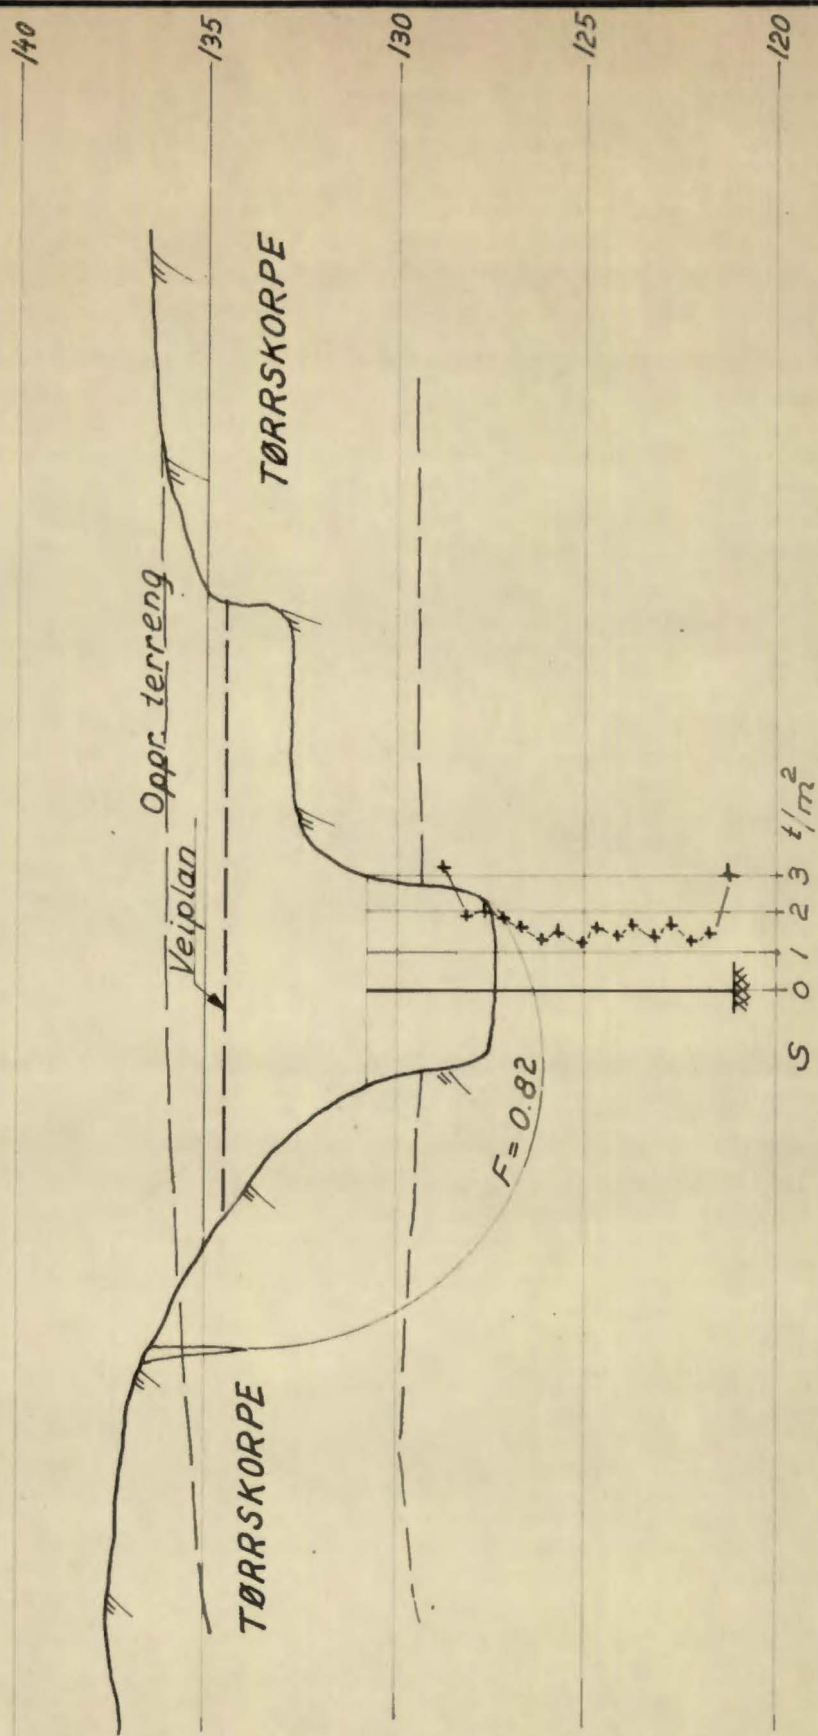 -140
-135
-130
-125
-120
TØRRSKORPE
Oppr. terreng
Veiplan
F = 0.82
TØRRSKORPE
S 0 1 2 3 t/m²